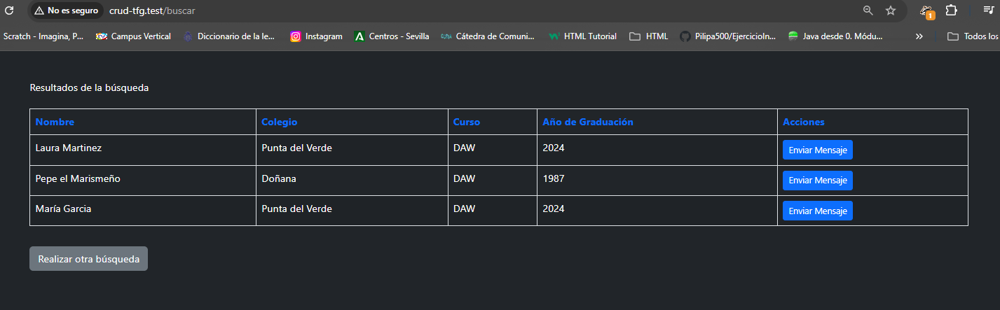 No es seguro crud-tfg.test/buscar
Scratch - Imagina, P... Campus Vertical Diccionario de la le... Instagram Centros - Sevilla Cátedra de Comuni... HTML Tutorial HTML Pilipa500/EjercicioIn... Java desde 0. Módu... » Todos los
1
Resultados de la búsqueda
Nombre Colegio Curso Año de Graduación Acciones
Laura Martinez Punta del Verde DAW 2024 Enviar Mensaje
Pepe el Marismeño Doñana DAW 1987 Enviar Mensaje
María Garcia Punta del Verde DAW 2024 Enviar Mensaje
Realizar otra búsqueda